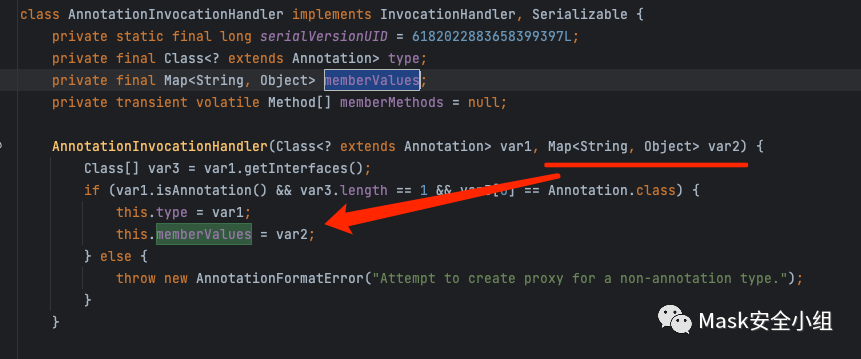 class AnnotationInvocationHandler implements InvocationHandler, Serializable {
private static final long serialVersionUID = 6182022883658399397L;
private final Class<? extends Annotation> type;
private final Map<String, Object> memberValues;
private transient volatile Method[] memberMethods = null;
AnnotationInvocationHandler(Class<? extends Annotation> var1, Map<String, Object> var2) {
Class[] var3 = var1.getInterfaces();
if (var1.isAnnotation() && var3.length == 1 && var3[0] == Annotation.class) {
this.type = var1;
this.memberValues = var2;
} else {
throw new AnnotationFormatError("Attempt to create proxy for a non-annotation type.");
}
}
Mask安全小组